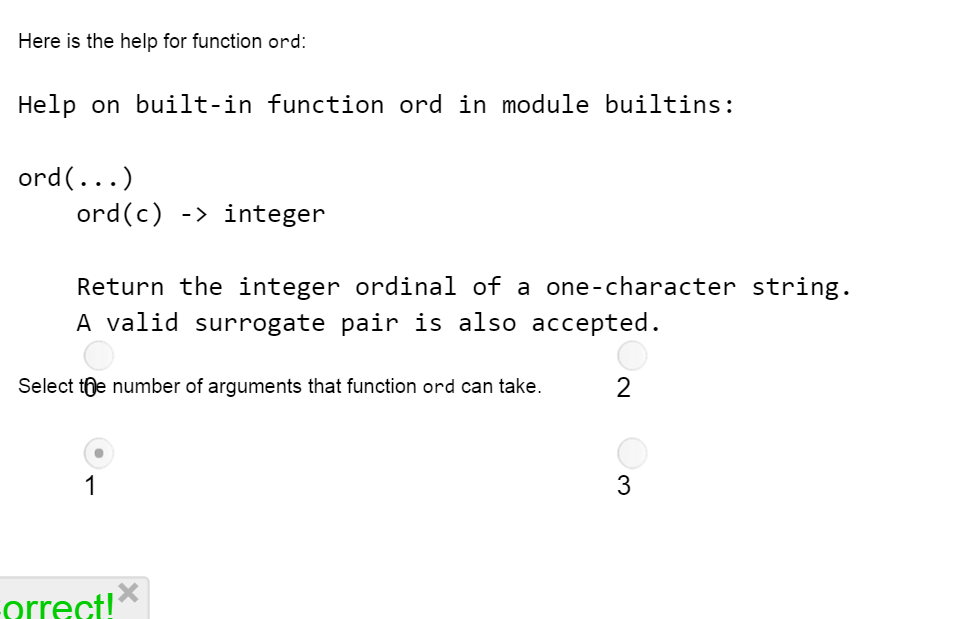 Here is the help for function ord:
Help on built-in function ord in module builtins:
ord(...)
ord(c) -> integer
Return the integer ordinal of a one-character string.
A valid surrogate pair is also accepted.
Select the number of arguments that function ord can take.
0
2
1
3
orrect!